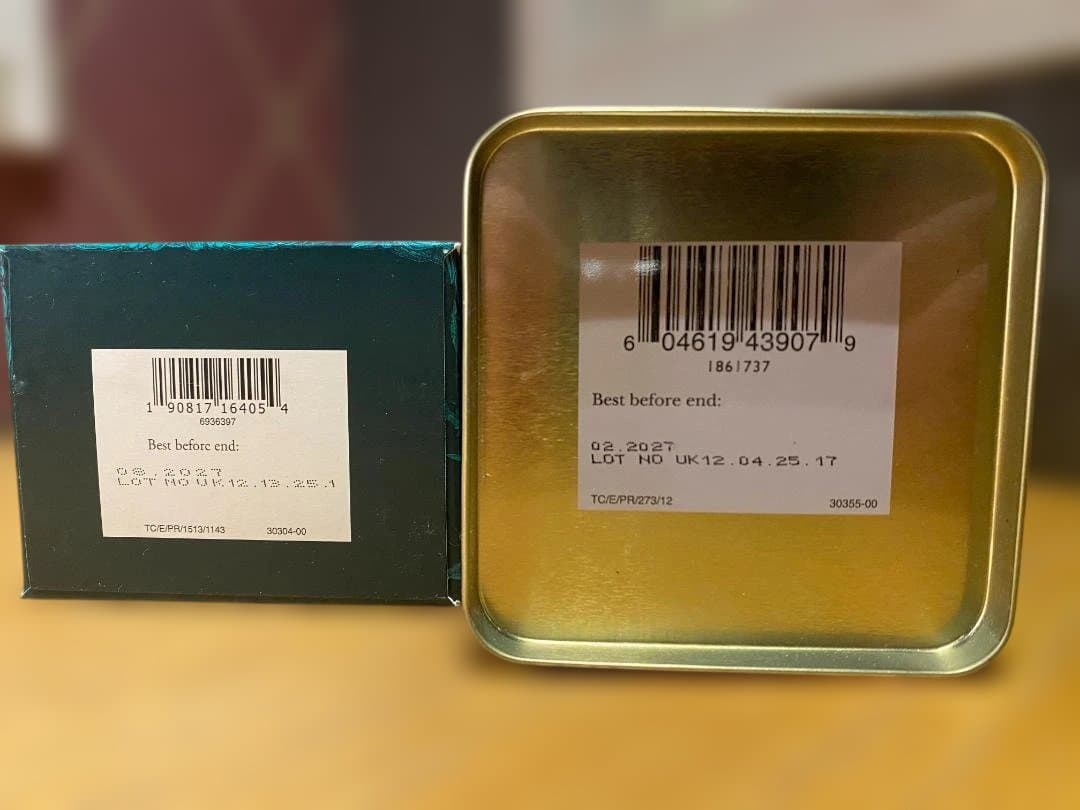 1 90817 16405 4
6936397
Best before end:
08.2027
LOT NO UK12.13.25.1
TC/E/PR/1513/1143 30304-00
6 04619 43907 9
1861737
Best before end:
02.2027
LOT NO UK12.04.25.17
TC/E/PR/273/12 30355-00